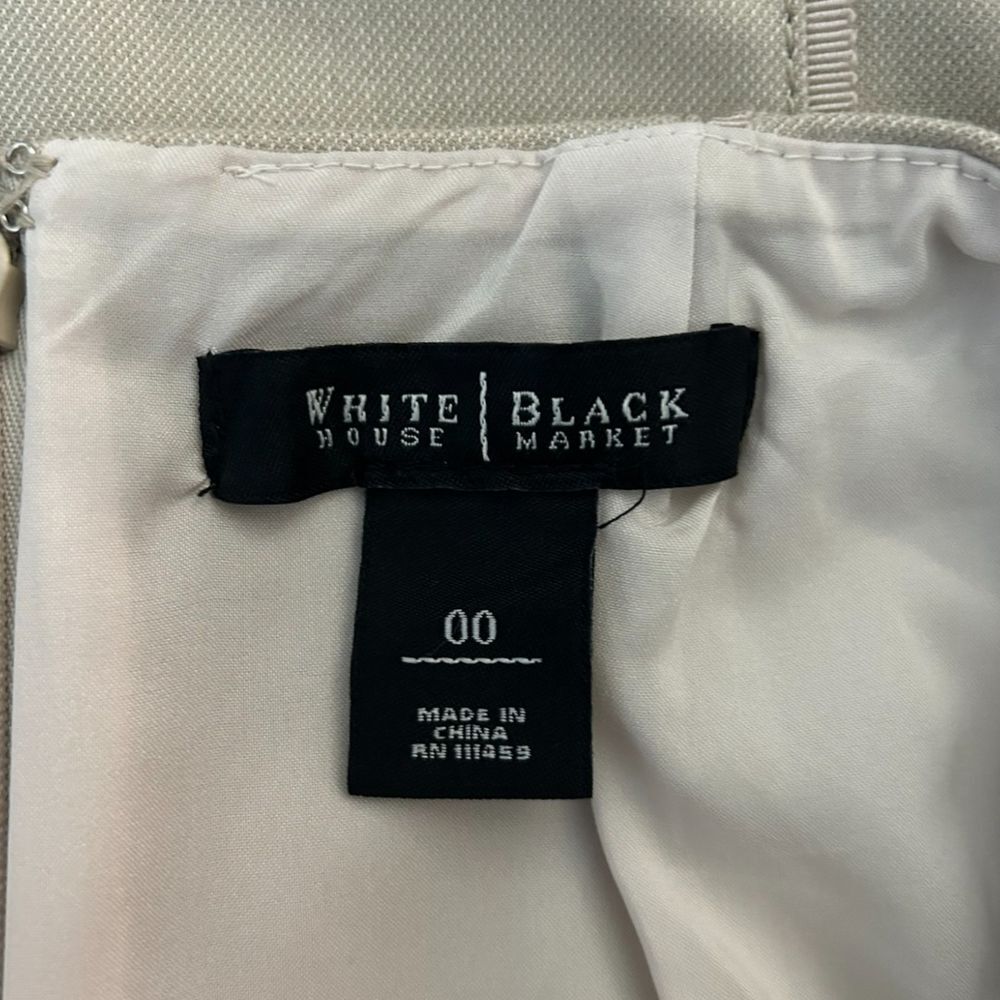 WHITE | BLACK
HOUSE | MARKET
00
MADE IN
CHINA
RN 111459